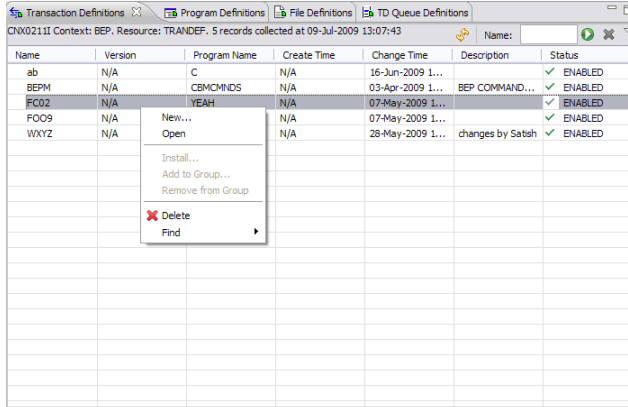 Transaction Definitions Program Definitions File Definitions TD Queue Definitions
CNX0211I Context: BEP. Resource: TRANDEF. 5 records collected at 09-Jul-2009 13:07:43 Name:
Name Version Program Name Create Time Change Time Description Status
ab N/A C N/A 16-Jun-2009 1... ENABLED
BEPM N/A CBMCMNDS N/A 03-Apr-2009 1... BEP COMMAND... ENABLED
FC02 N/A YEAH N/A 07-May-2009 1... ENABLED
FOO9 N/A N/A 07-May-2009 1... ENABLED
WXYZ N/A N/A 28-May-2009 1... changes by Satish ENABLED
New...
Open
Install...
Add to Group...
Remove from Group
Delete
Find